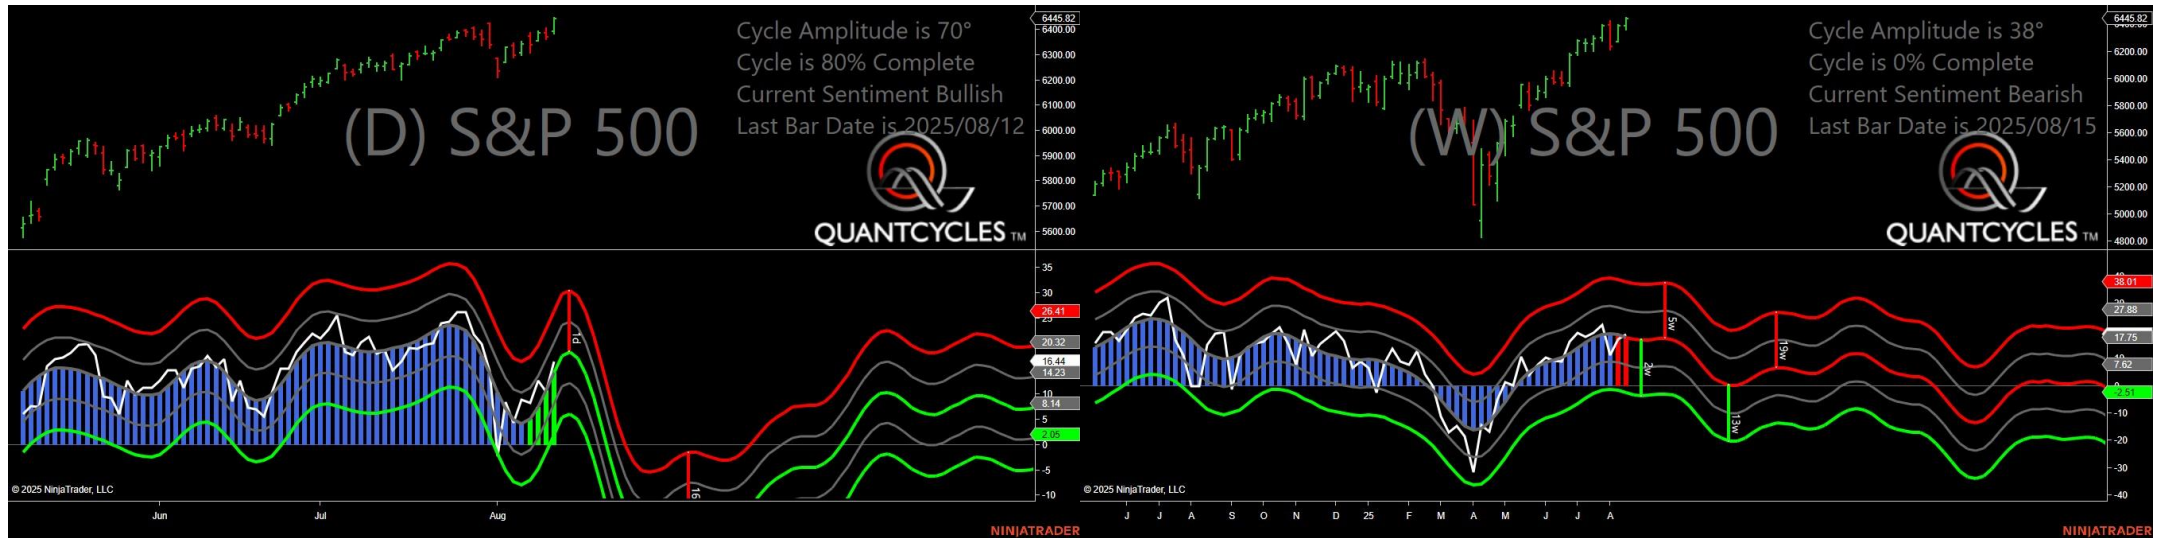 Cycle Amplitude is 70°
Cycle is 80% Complete
Current Sentiment Bullish
Last Bar Date is 2025/08/12
(D) S&P 500
QUANTCYCLES TM
6445.82
6400.00
6200.00
6100.00
6000.00
5900.00
5800.00
5700.00
5600.00
35
30
26.41
25
20.32
16.44
14.23
10
8.14
5
2.05
0
-5
-10
1d
16
© 2025 NinjaTrader, LLC
Jun
Jul
Aug
NINJATRADER
Cycle Amplitude is 38°
Cycle is 0% Complete
Current Sentiment Bearish
Last Bar Date is 2025/08/15
(W) S&P 500
QUANTCYCLES TM
6445.82
6200.00
6000.00
5800.00
5600.00
5400.00
5200.00
5000.00
4800.00
38.01
27.88
17.75
7.62
0
-2.51
-10
-20
-30
-40
5w
2w
13w
19w
© 2025 NinjaTrader, LLC
J J A S O N D 25 F M A M J J A
NINJATRADER